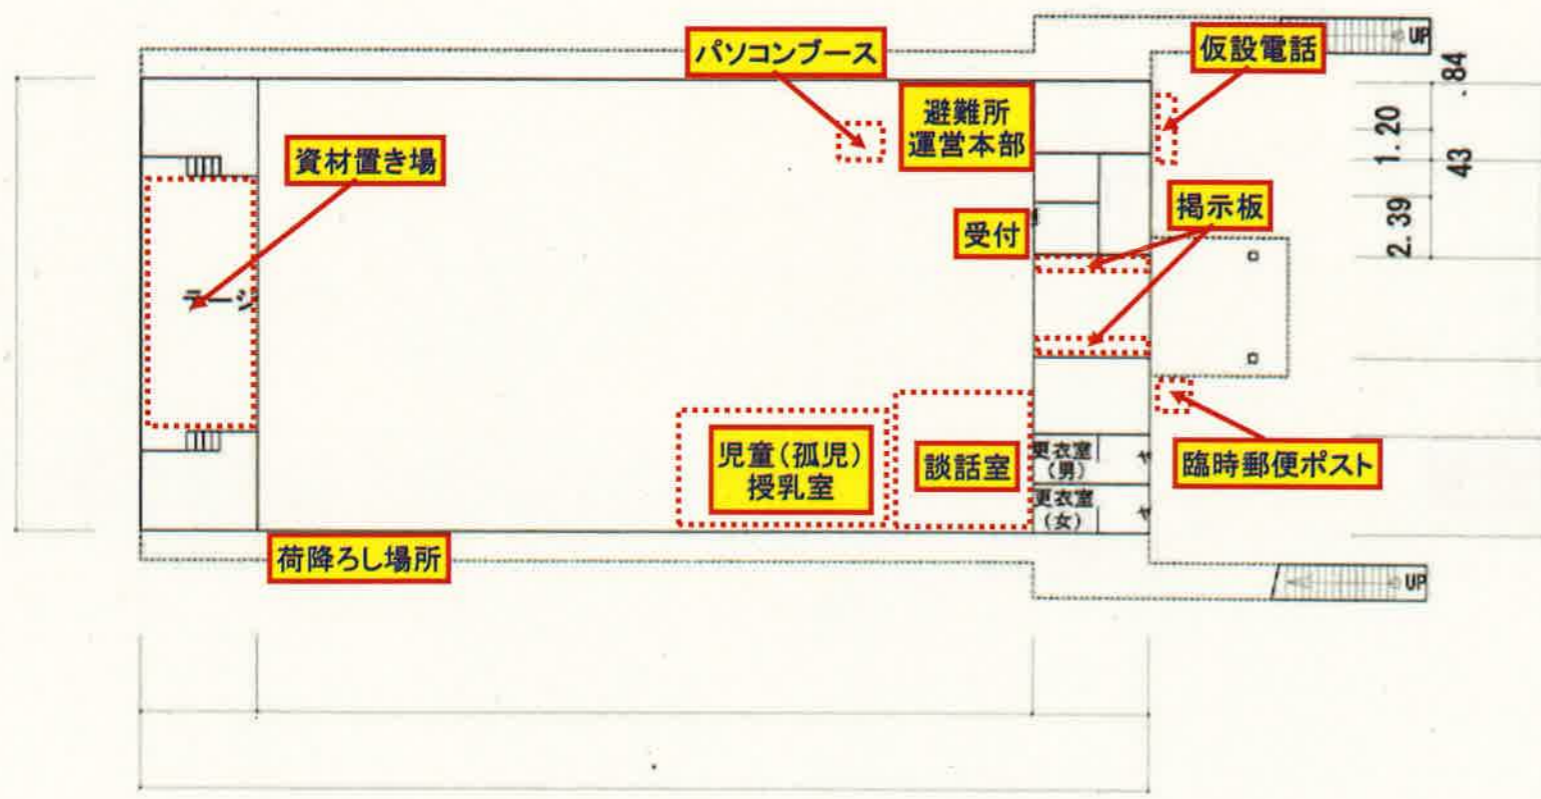 UP
パソコンブース
仮設電話
.84
避難所
運営本部
1.20
資材置き場
43
掲示板
2.39
受付
児童(孤児)
授乳室
談話室
更衣室
(男)
臨時郵便ポスト
更衣室
(女)
荷降ろし場所
UP